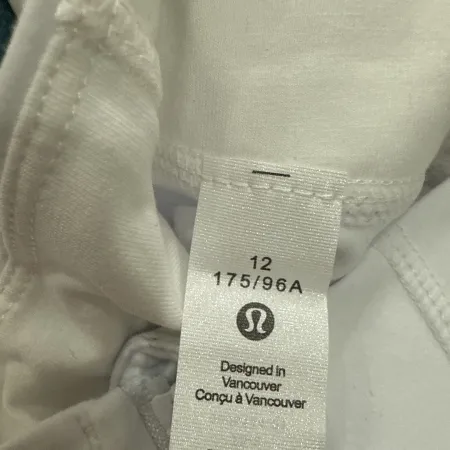 12
175/96A
Designed in
Vancouver
Conçu à Vancouver